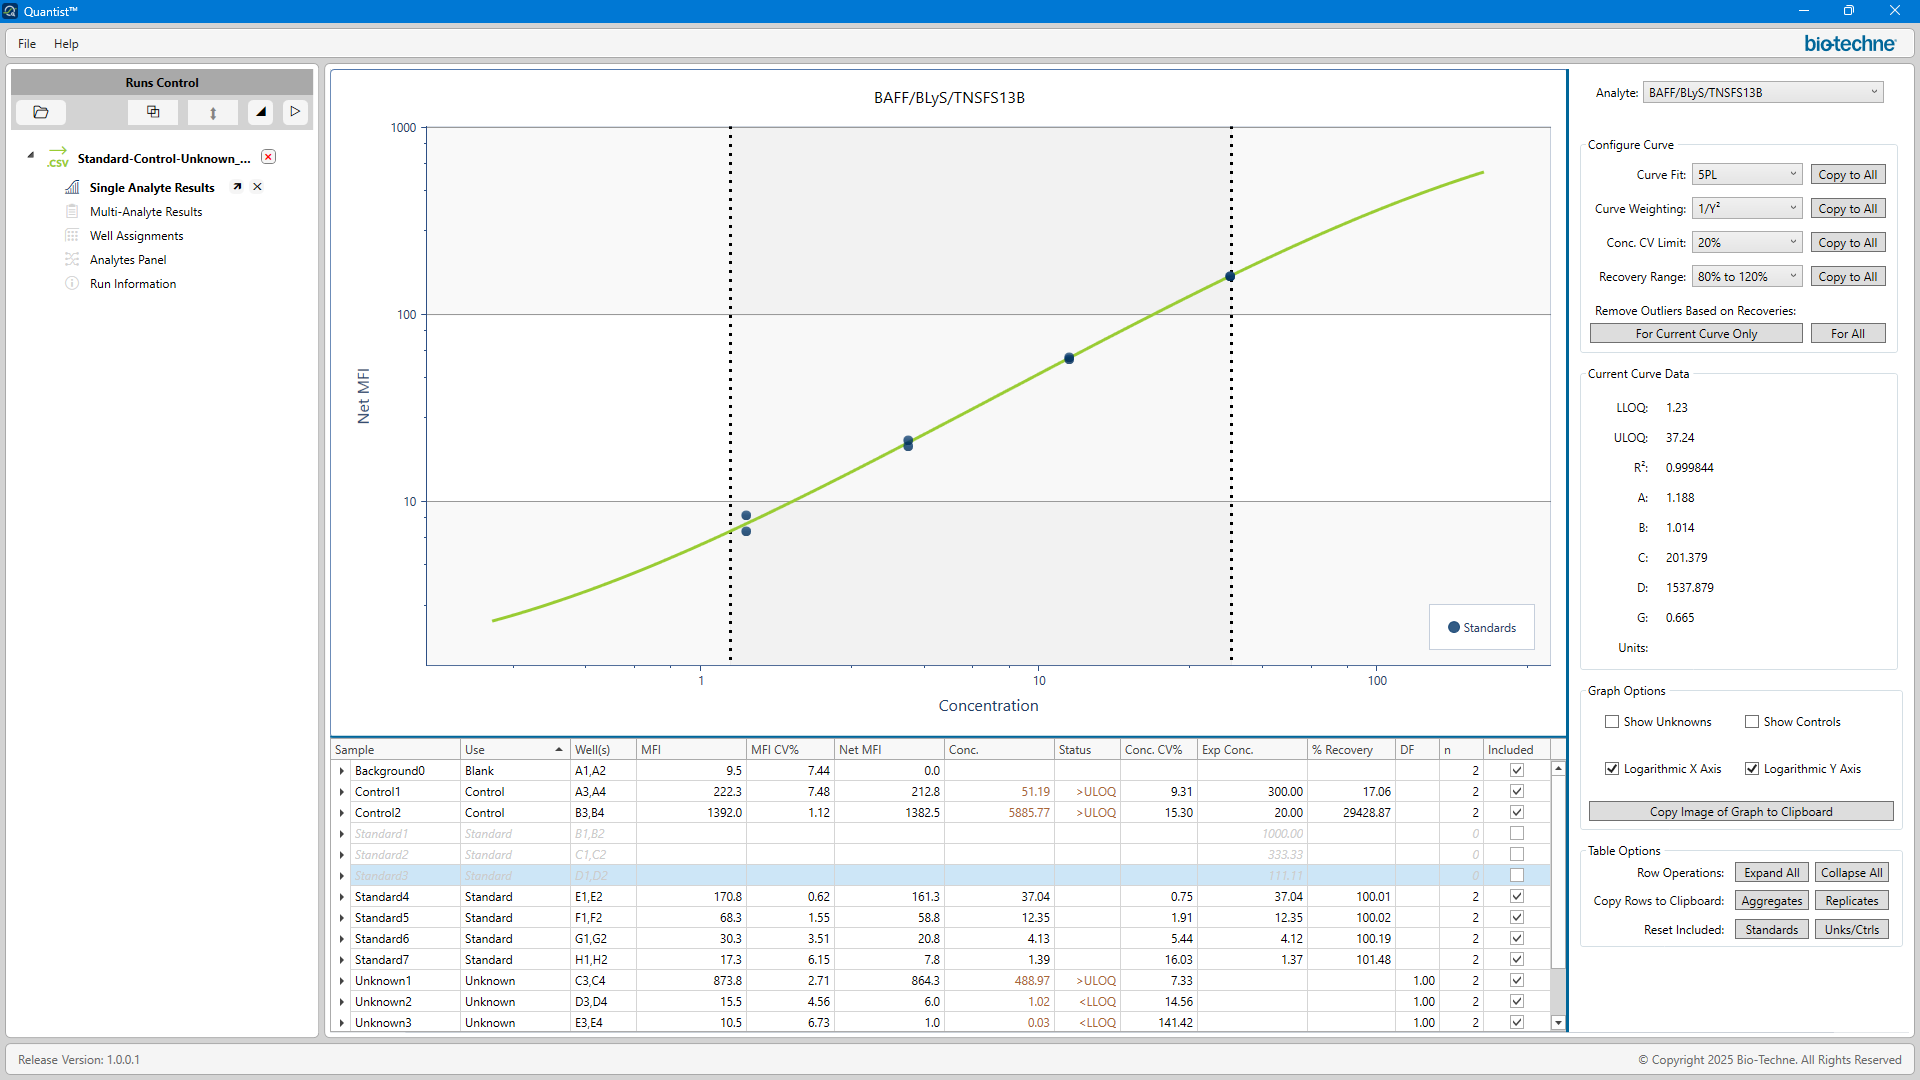 Quantist™
File Help
bio-techne
Runs Control
.CSV Standard-Control-Unknown_...
Single Analyte Results
Multi-Analyte Results
Well Assignments
Analytes Panel
Run Information
BAFF/BLyS/TNSFS13B
1000
100
10
Net MFI
1 10 100
Concentration
Standards
Sample Use Well(s) MFI MFI CV% Net MFI Conc. Status Conc. CV% Exp Conc. % Recovery DF n Included
Background0 Blank A1,A2 9.5 7.44 0.0 2
Control1 Control A3,A4 222.3 7.48 212.8 51.19 >ULOQ 9.31 300.00 17.06 2
Control2 Control B3,B4 1392.0 1.12 1382.5 5885.77 >ULOQ 15.30 20.00 29428.87 2
Standard1 Standard B1,B2 1000.00 0
Standard2 Standard C1,C2 333.33 0
Standard3 Standard D1,D2 111.11 0
Standard4 Standard E1,E2 170.8 0.62 161.3 37.04 0.75 37.04 100.01 2
Standard5 Standard F1,F2 68.3 1.55 58.8 12.35 1.91 12.35 100.02 2
Standard6 Standard G1,G2 30.3 3.51 20.8 4.13 5.44 4.12 100.19 2
Standard7 Standard H1,H2 17.3 6.15 7.8 1.39 16.03 1.37 101.48 2
Unknown1 Unknown C3,C4 873.8 2.71 864.3 488.97 >ULOQ 7.33 1.00 2
Unknown2 Unknown D3,D4 15.5 4.56 6.0 1.02 <LLOQ 14.56 1.00 2
Unknown3 Unknown E3,E4 10.5 6.73 1.0 0.03 <LLOQ 141.42 1.00 2
Analyte: BAFF/BLyS/TNSFS13B
Configure Curve
Curve Fit: 5PL Copy to All
Curve Weighting: 1/Y² Copy to All
Conc. CV Limit: 20% Copy to All
Recovery Range: 80% to 120% Copy to All
Remove Outliers Based on Recoveries:
For Current Curve Only For All
Current Curve Data
LLOQ: 1.23
ULOQ: 37.24
R²: 0.999844
A: 1.188
B: 1.014
C: 201.379
D: 1537.879
G: 0.665
Units:
Graph Options
Show Unknowns Show Controls
Logarithmic X Axis Logarithmic Y Axis
Copy Image of Graph to Clipboard
Table Options
Row Operations: Expand All Collapse All
Copy Rows to Clipboard: Aggregates Replicates
Reset Included: Standards Unks/Ctrls
Release Version: 1.0.0.1
© Copyright 2025 Bio-Techne. All Rights Reserved